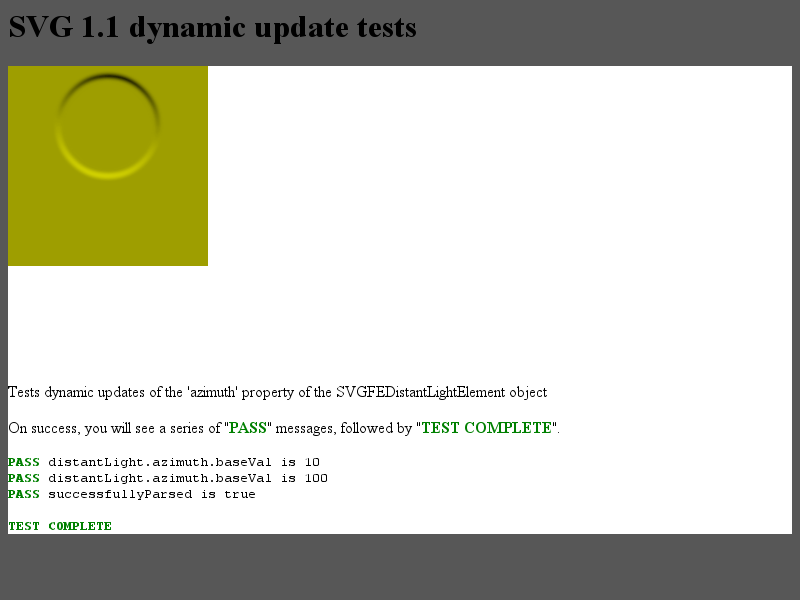 SVG 1.1 dynamic update tests
Tests dynamic updates of the 'azimuth' property of the SVGFEDistantLightElement object
On success, you will see a series of "PASS" messages, followed by "TEST COMPLETE".
PASS distantLight.azimuth.baseVal is 10
PASS distantLight.azimuth.baseVal is 100
PASS successfullyParsed is true
TEST COMPLETE